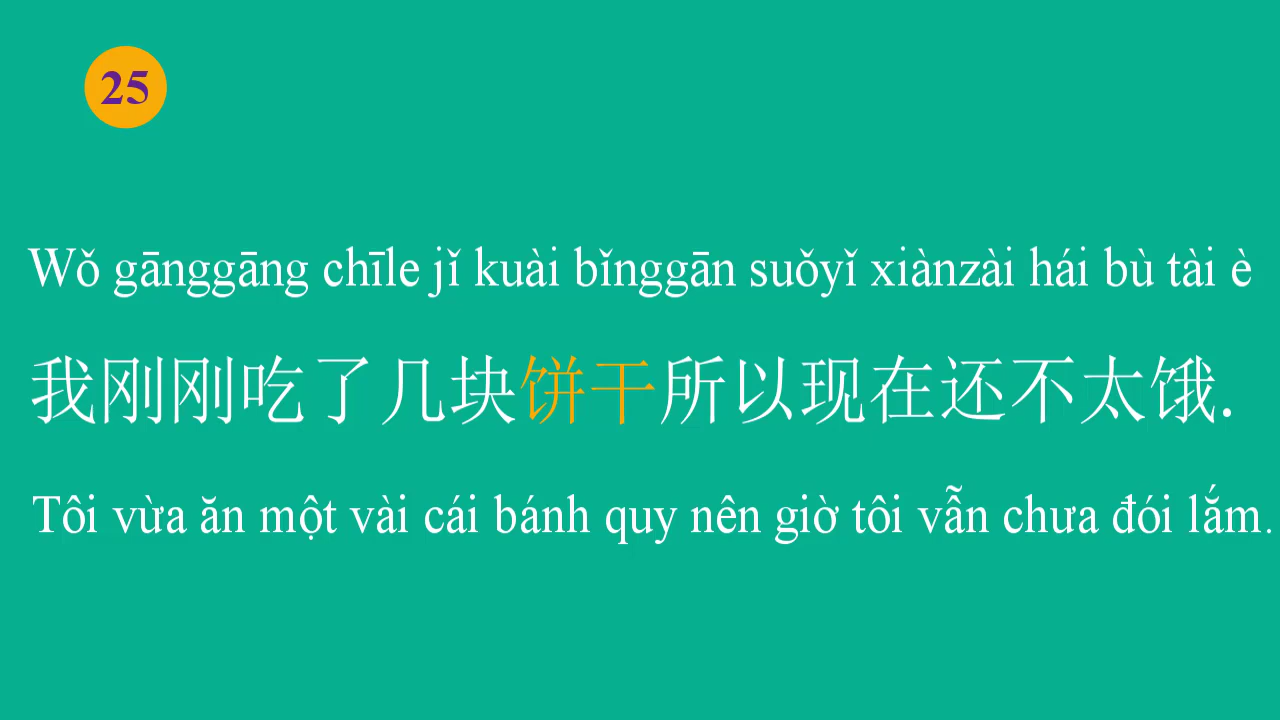 25
Wǒ gānggāng chīle jǐ kuài bǐnggān suǒyǐ xiànzài hái bù tài è
我刚刚吃了几块饼干所以现在还不太饿.
Tôi vừa ăn một vài cái bánh quy nên giờ tôi vẫn chưa đói lắm.